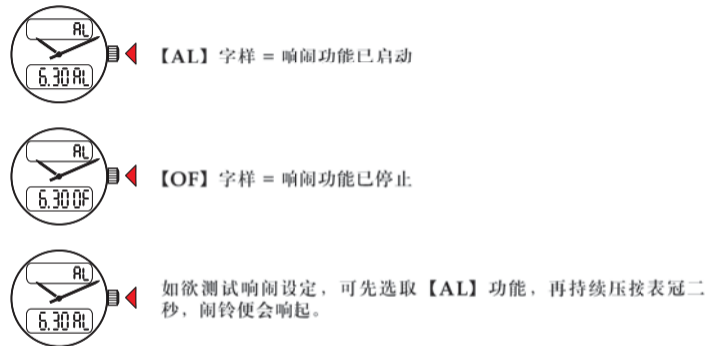 AL
6.30 AL
【AL】字样 = 响闹功能已启动
AL
6.30 OF
【OF】字样 = 响闹功能已停止
AL
6.30 AL
如欲测试响闹设定，可先选取【AL】功能，再持续压按表冠二
秒，闹铃便会响起。